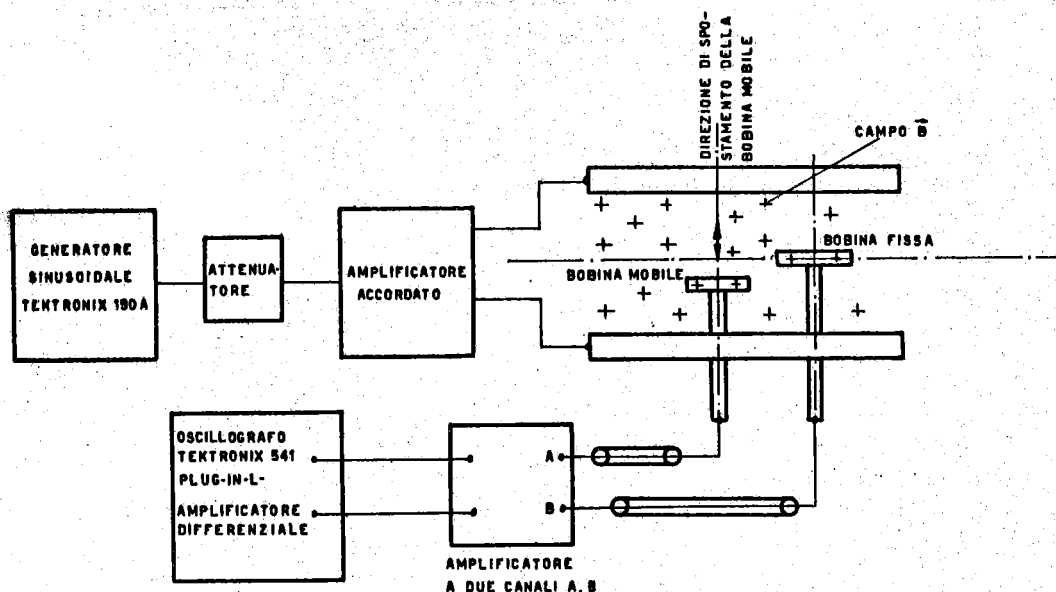 DIREZIONE DI SPO-
STAMENTO DELLA
BOBINA MOBILE
CAMPO B
GENERATORE
SINUSOIDALE
TEKTRONIX 190A
ATTENUA-
TORE
AMPLIFICATORE
ACCORDATO
BOBINA FISSA
BOBINA MOBILE
OSCILLOGRAFO
TEKTRONIX 541
PLUG-IN-L-
AMPLIFICATORE
DIFFERENZIALE
A
B
AMPLIFICATORE
A DUE CANALI A, B